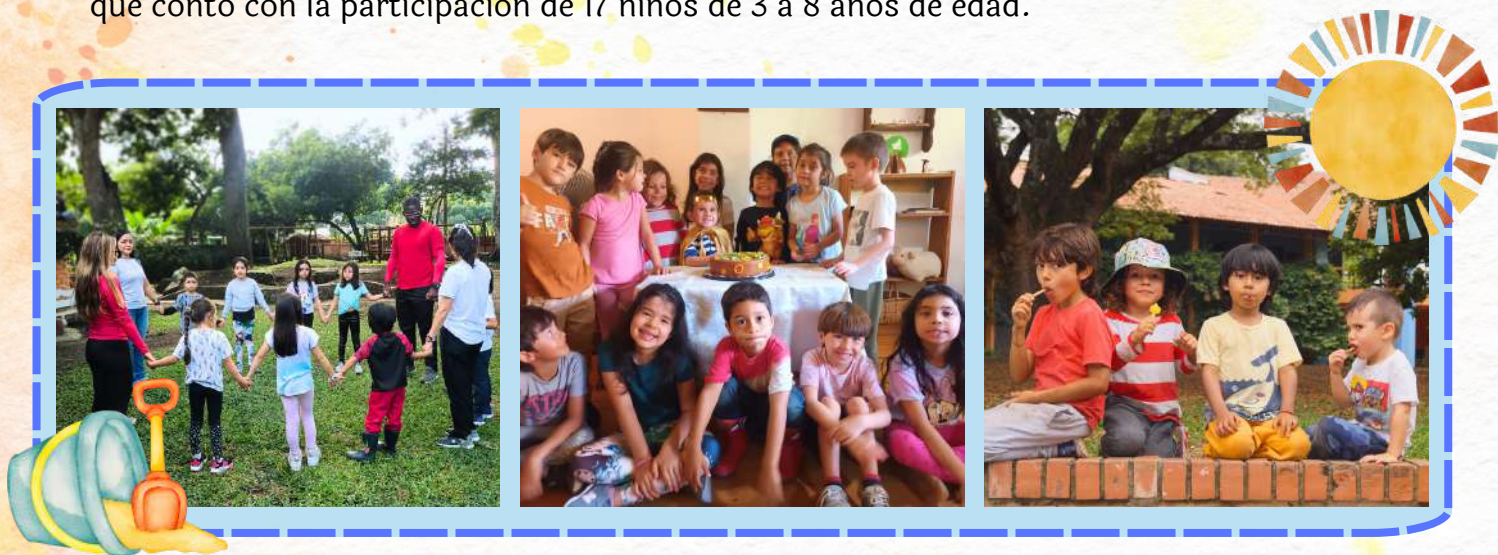 que contó con la participación de 17 niños de 3 a 8 años de edad.